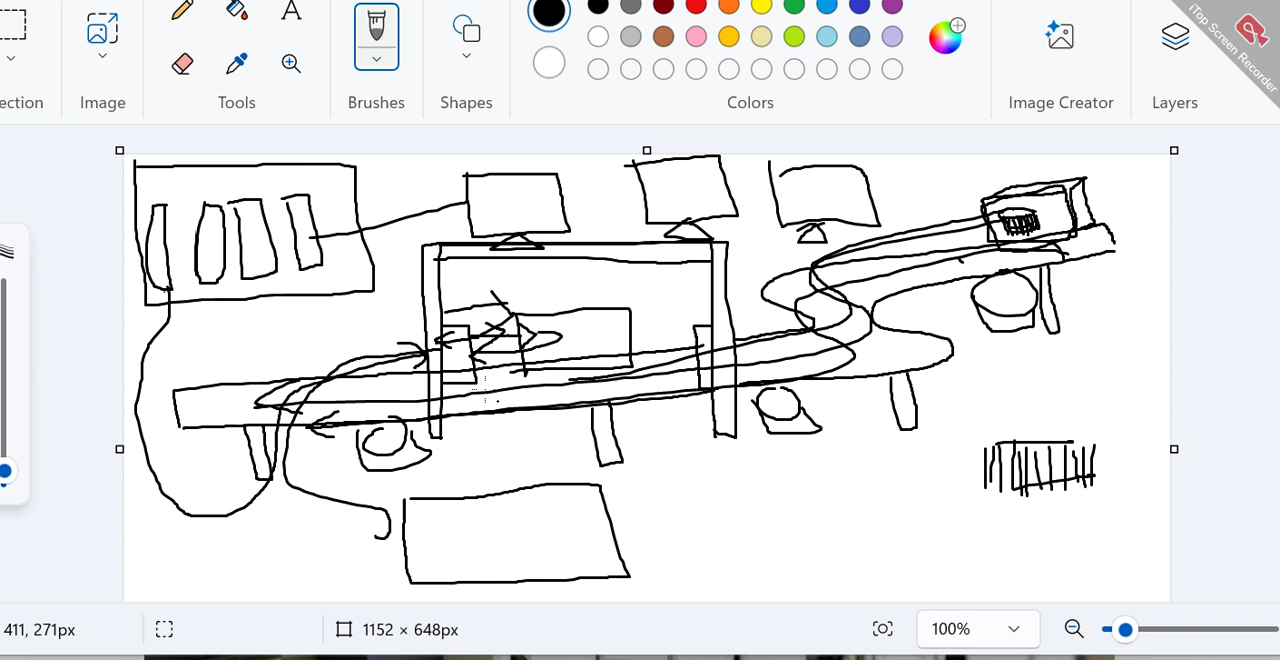 iTop Screen Recorder
ection
Image
Tools
Brushes
Shapes
Colors
Image Creator
Layers
411, 271px
1152 × 648px
100%